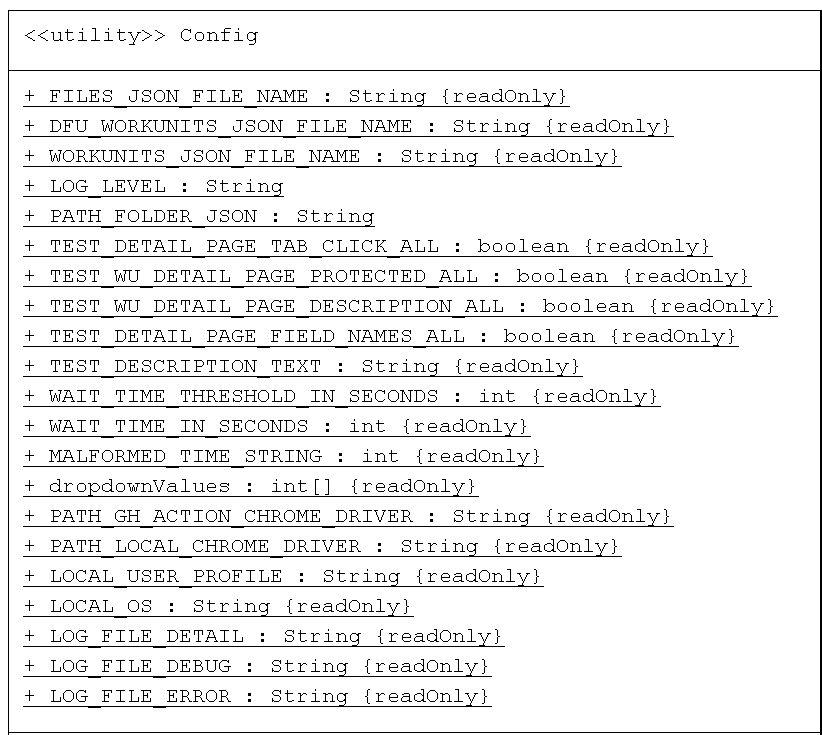 <<utility>> Config
+ FILES_JSON_FILE_NAME : String {readOnly}
+ DFU_WORKUNITS_JSON_FILE_NAME : String {readOnly}
+ WORKUNITS_JSON_FILE_NAME : String {readOnly}
+ LOG_LEVEL : String
+ PATH_FOLDER_JSON : String
+ TEST_DETAIL_PAGE_TAB_CLICK_ALL : boolean {readOnly}
+ TEST_WU_DETAIL_PAGE_PROTECTED_ALL : boolean {readOnly}
+ TEST_WU_DETAIL_PAGE_DESCRIPTION_ALL : boolean {readOnly}
+ TEST_DETAIL_PAGE_FIELD_NAMES_ALL : boolean {readOnly}
+ TEST_DESCRIPTION_TEXT : String {readOnly}
+ WAIT_TIME_THRESHOLD_IN_SECONDS : int {readOnly}
+ WAIT_TIME_IN_SECONDS : int {readOnly}
+ MALFORMED_TIME_STRING : int {readOnly}
+ dropdownValues : int[] {readOnly}
+ PATH_GH_ACTION_CHROME_DRIVER : String {readOnly}
+ PATH_LOCAL_CHROME_DRIVER : String {readOnly}
+ LOCAL_USER_PROFILE : String {readOnly}
+ LOCAL_OS : String {readOnly}
+ LOG_FILE_DETAIL : String {readOnly}
+ LOG_FILE_DEBUG : String {readOnly}
+ LOG_FILE_ERROR : String {readOnly}